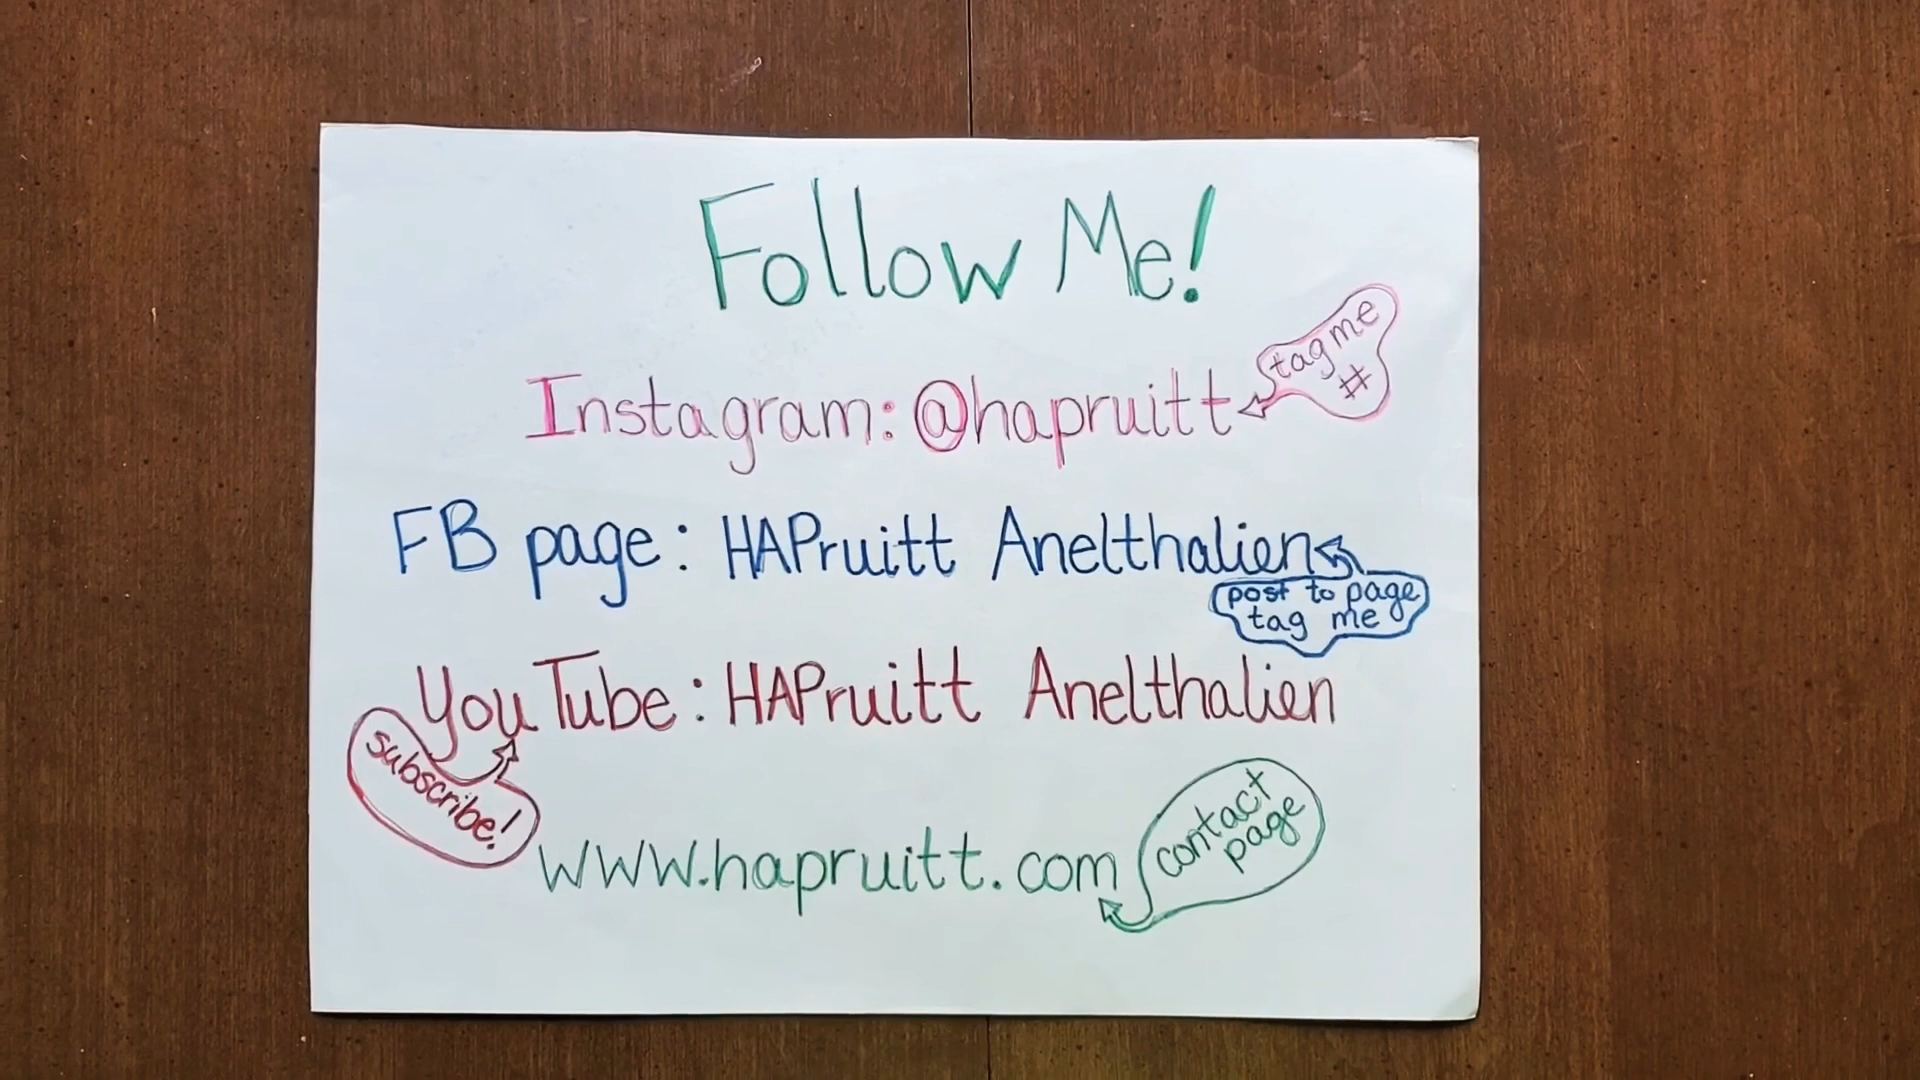 Follow Me!
tag me
#
Instagram: @hapruitt
FB page: HAPruitt Anelthalien
post to page
tag me
YouTube: HAPruitt Anelthalien
subscribe!
www.hapruitt.com
contact
page